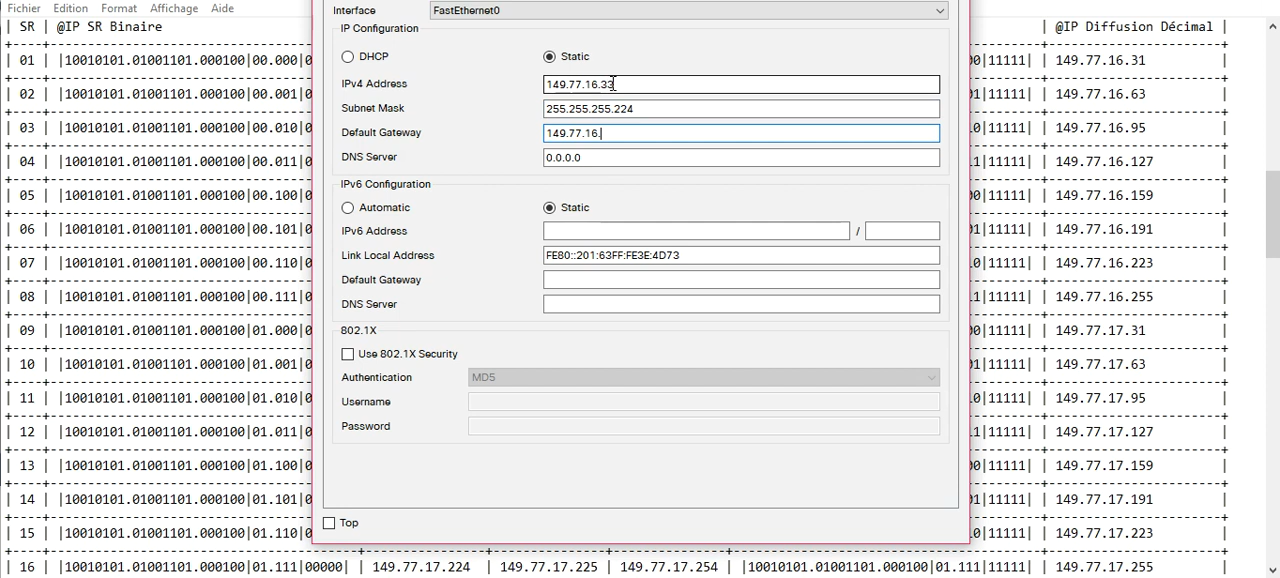 Fichier Edition Format Affichage Aide
Interface FastEthernet0
| SR | @IP SR Binaire | @IP Diffusion Décimal |
IP Configuration
DHCP Static
| 01 | |10010101.01001101.000100|00.000|0 00|11111| | 149.77.16.31 |
IPv4 Address 149.77.16.33
| 02 | |10010101.01001101.000100|00.001|0 01|11111| | 149.77.16.63 |
Subnet Mask 255.255.255.224
| 03 | |10010101.01001101.000100|00.010|0 10|11111| | 149.77.16.95 |
Default Gateway 149.77.16.
DNS Server 0.0.0.0
| 04 | |10010101.01001101.000100|00.011|0 11|11111| | 149.77.16.127 |
IPv6 Configuration
| 05 | |10010101.01001101.000100|00.100|0 00|11111| | 149.77.16.159 |
Automatic Static
| 06 | |10010101.01001101.000100|00.101|0 01|11111| | 149.77.16.191 |
IPv6 Address /
Link Local Address FE80::201:63FF:FE3E:4D73
| 07 | |10010101.01001101.000100|00.110|0 10|11111| | 149.77.16.223 |
Default Gateway
| 08 | |10010101.01001101.000100|00.111|0 11|11111| | 149.77.16.255 |
DNS Server
| 09 | |10010101.01001101.000100|01.000|0 00|11111| | 149.77.17.31 |
802.1X
Use 802.1X Security
| 10 | |10010101.01001101.000100|01.001|0 01|11111| | 149.77.17.63 |
Authentication MD5
| 11 | |10010101.01001101.000100|01.010|0 10|11111| | 149.77.17.95 |
Username
Password
| 12 | |10010101.01001101.000100|01.011|0 11|11111| | 149.77.17.127 |
| 13 | |10010101.01001101.000100|01.100|0 00|11111| | 149.77.17.159 |
| 14 | |10010101.01001101.000100|01.101|0 01|11111| | 149.77.17.191 |
Top
| 15 | |10010101.01001101.000100|01.110|0 10|11111| | 149.77.17.223 |
| 16 | |10010101.01001101.000100|01.111|00000| | 149.77.17.224 | 149.77.17.225 | 149.77.17.254 | |10010101.01001101.000100|01.111|11111| | 149.77.17.255 |